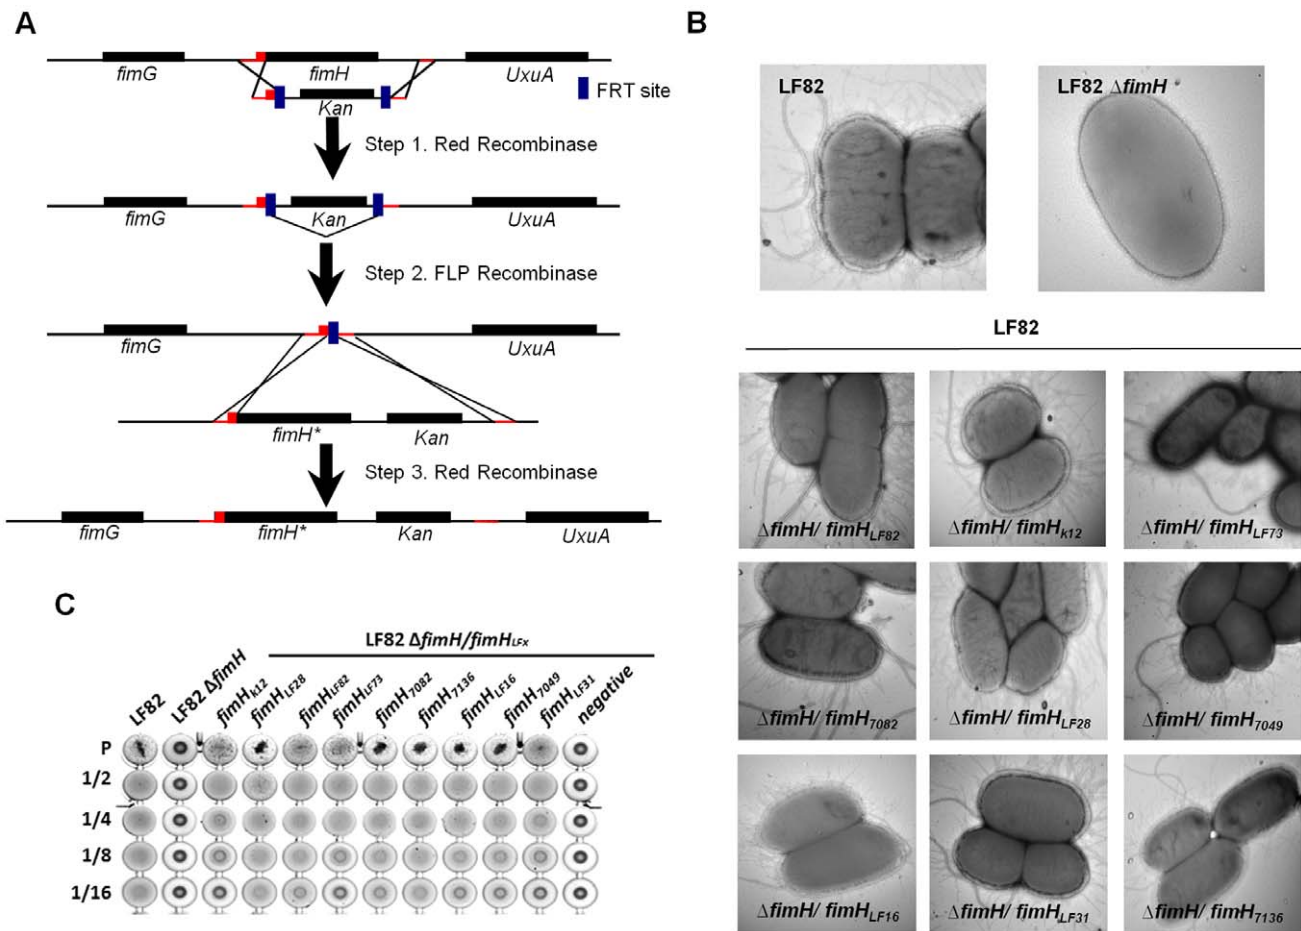 A
fimG
fimH
UxuA
Kan
FRT site
Step 1. Red Recombinase
fimG
Kan
UxuA
Step 2. FLP Recombinase
fimG
UxuA
fimH*
Kan
Step 3. Red Recombinase
fimG
fimH*
Kan
UxuA
B
LF82
LF82 ΔfimH
LF82
ΔfimH/ fimHLF82
ΔfimH/ fimHk12
ΔfimH/ fimHLF73
ΔfimH/ fimH7082
ΔfimH/ fimHLF28
ΔfimH/ fimH7049
ΔfimH/ fimHLF16
ΔfimH/ fimHLF31
ΔfimH/ fimH7136
C
LF82 ΔfimH/fimHLFx
LF82
LF82 ΔfimH
fimHk12
fimHLF28
fimHLF82
fimHLF73
fimH7082
fimH7136
fimHLF16
fimH7049
fimHLF31
negative
P
1/2
1/4
1/8
1/16